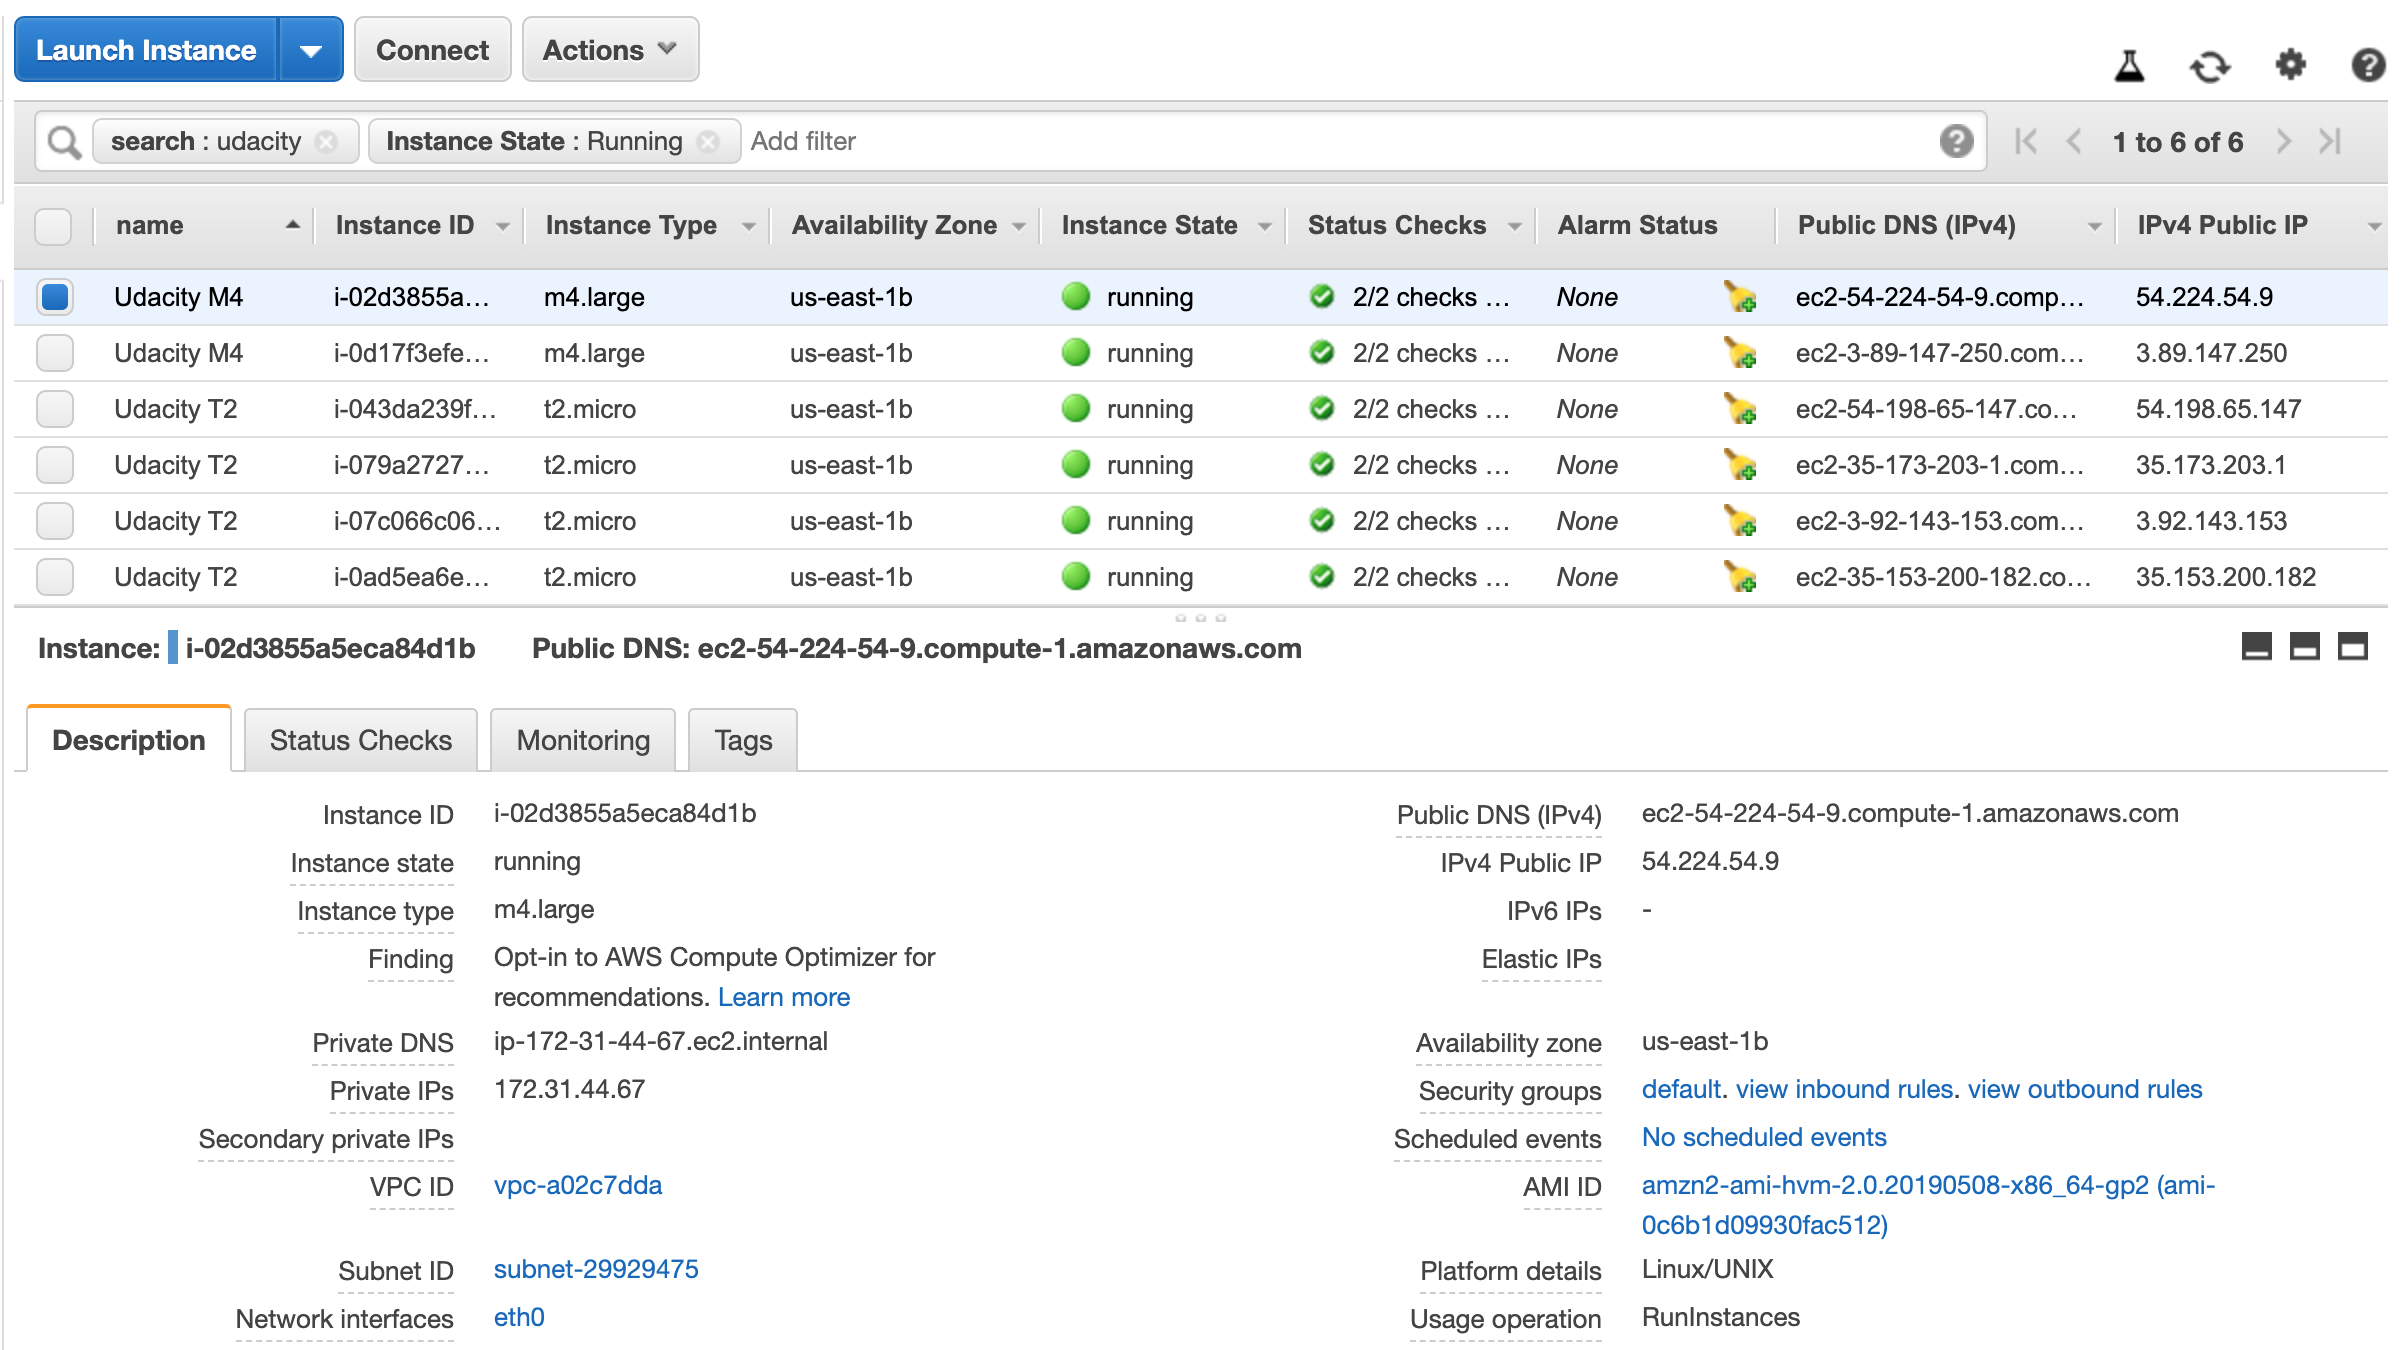 Launch Instance Connect Actions
search : udacity Instance State : Running Add filter 1 to 6 of 6
name Instance ID Instance Type Availability Zone Instance State Status Checks Alarm Status Public DNS (IPv4) IPv4 Public IP
Udacity M4 i-02d3855a... m4.large us-east-1b running 2/2 checks ... None ec2-54-224-54-9.comp... 54.224.54.9
Udacity M4 i-0d17f3efe... m4.large us-east-1b running 2/2 checks ... None ec2-3-89-147-250.com... 3.89.147.250
Udacity T2 i-043da239f... t2.micro us-east-1b running 2/2 checks ... None ec2-54-198-65-147.co... 54.198.65.147
Udacity T2 i-079a2727... t2.micro us-east-1b running 2/2 checks ... None ec2-35-173-203-1.com... 35.173.203.1
Udacity T2 i-07c066c06... t2.micro us-east-1b running 2/2 checks ... None ec2-3-92-143-153.com... 3.92.143.153
Udacity T2 i-0ad5ea6e... t2.micro us-east-1b running 2/2 checks ... None ec2-35-153-200-182.co... 35.153.200.182
Instance: i-02d3855a5eca84d1b Public DNS: ec2-54-224-54-9.compute-1.amazonaws.com
Description Status Checks Monitoring Tags
Instance ID i-02d3855a5eca84d1b Public DNS (IPv4) ec2-54-224-54-9.compute-1.amazonaws.com
Instance state running IPv4 Public IP 54.224.54.9
Instance type m4.large IPv6 IPs -
Finding Opt-in to AWS Compute Optimizer for Elastic IPs
recommendations. Learn more
Private DNS ip-172-31-44-67.ec2.internal Availability zone us-east-1b
Private IPs 172.31.44.67 Security groups default. view inbound rules. view outbound rules
Secondary private IPs Scheduled events No scheduled events
VPC ID vpc-a02c7dda AMI ID amzn2-ami-hvm-2.0.20190508-x86_64-gp2 (ami-
0c6b1d09930fac512)
Subnet ID subnet-29929475 Platform details Linux/UNIX
Network interfaces eth0 Usage operation RunInstances